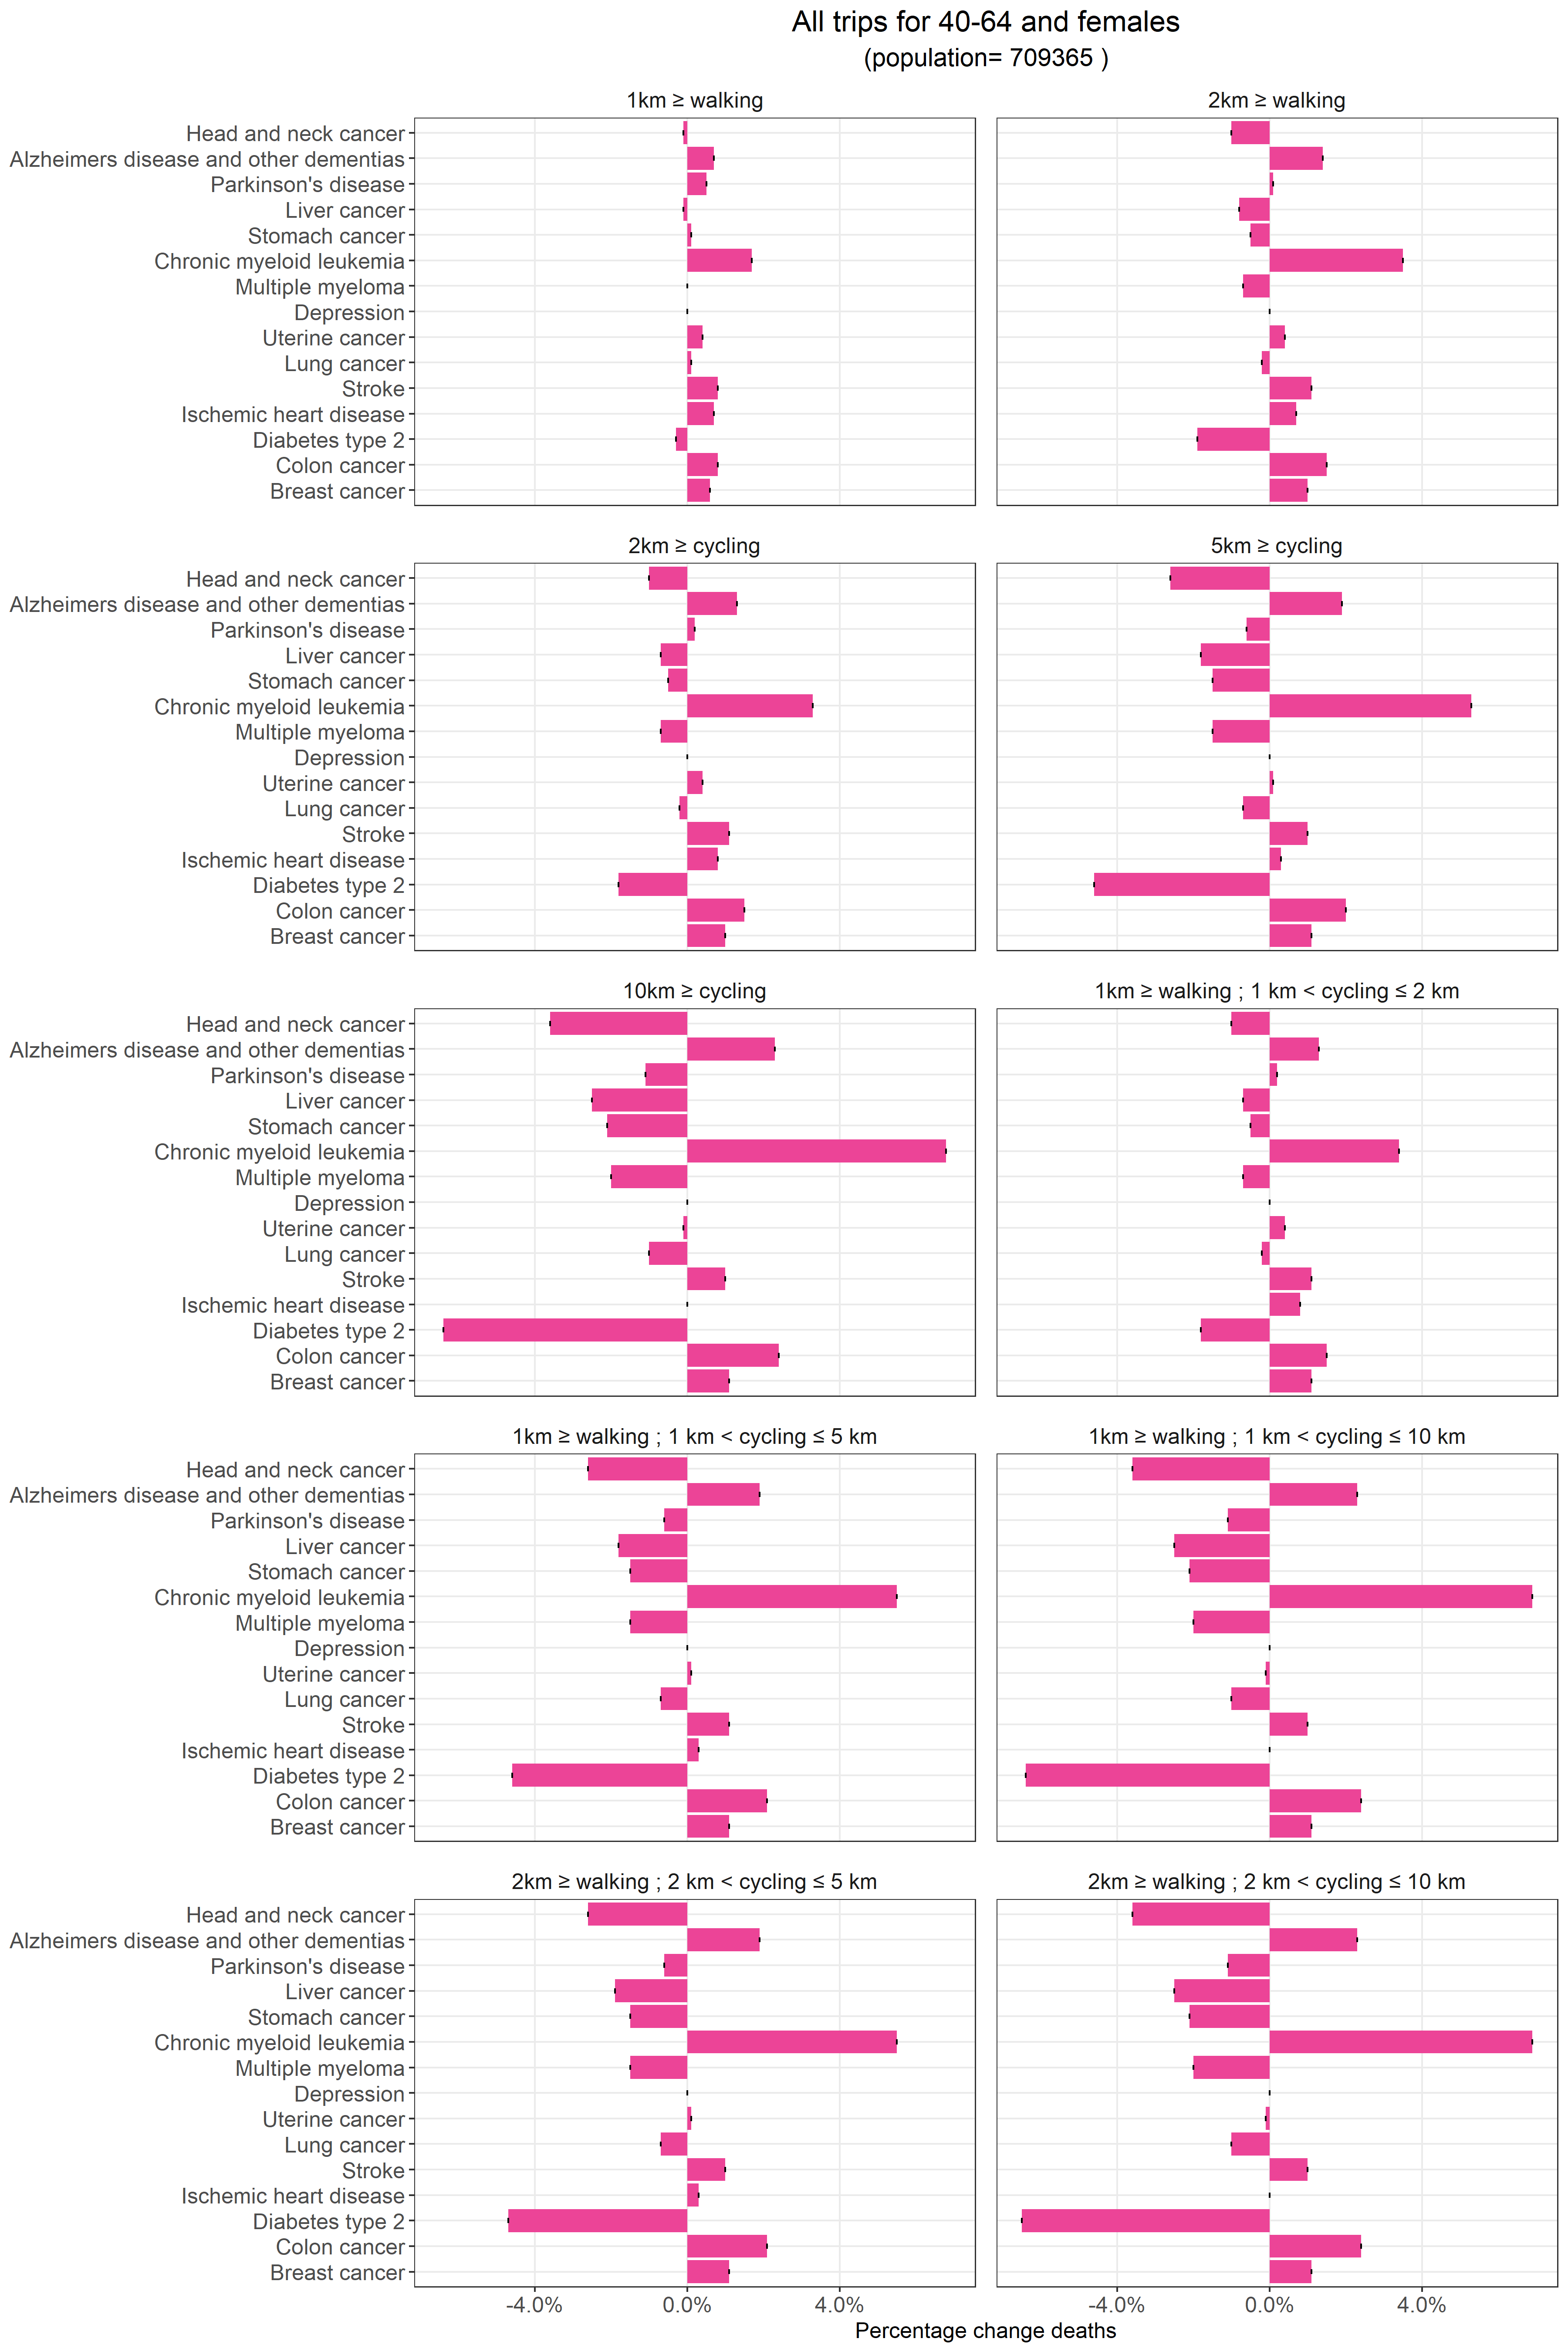 All trips for 40-64 and females
(population= 709365 )
1km ≥ walking
2km ≥ walking
Head and neck cancer
Alzheimers disease and other dementias
Parkinson's disease
Liver cancer
Stomach cancer
Chronic myeloid leukemia
Multiple myeloma
Depression
Uterine cancer
Lung cancer
Stroke
Ischemic heart disease
Diabetes type 2
Colon cancer
Breast cancer
2km ≥ cycling
5km ≥ cycling
Head and neck cancer
Alzheimers disease and other dementias
Parkinson's disease
Liver cancer
Stomach cancer
Chronic myeloid leukemia
Multiple myeloma
Depression
Uterine cancer
Lung cancer
Stroke
Ischemic heart disease
Diabetes type 2
Colon cancer
Breast cancer
10km ≥ cycling
1km ≥ walking ; 1 km < cycling ≤ 2 km
Head and neck cancer
Alzheimers disease and other dementias
Parkinson's disease
Liver cancer
Stomach cancer
Chronic myeloid leukemia
Multiple myeloma
Depression
Uterine cancer
Lung cancer
Stroke
Ischemic heart disease
Diabetes type 2
Colon cancer
Breast cancer
1km ≥ walking ; 1 km < cycling ≤ 5 km
1km ≥ walking ; 1 km < cycling ≤ 10 km
Head and neck cancer
Alzheimers disease and other dementias
Parkinson's disease
Liver cancer
Stomach cancer
Chronic myeloid leukemia
Multiple myeloma
Depression
Uterine cancer
Lung cancer
Stroke
Ischemic heart disease
Diabetes type 2
Colon cancer
Breast cancer
2km ≥ walking ; 2 km < cycling ≤ 5 km
2km ≥ walking ; 2 km < cycling ≤ 10 km
Head and neck cancer
Alzheimers disease and other dementias
Parkinson's disease
Liver cancer
Stomach cancer
Chronic myeloid leukemia
Multiple myeloma
Depression
Uterine cancer
Lung cancer
Stroke
Ischemic heart disease
Diabetes type 2
Colon cancer
Breast cancer
-4.0% 0.0% 4.0%
-4.0% 0.0% 4.0%
Percentage change deaths